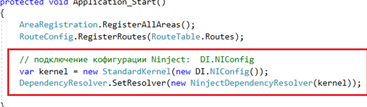 protected void Application_Start()
{
AreaRegistration.RegisterAllAreas();
RouteConfig.RegisterRoutes(RouteTable.Routes);
// подключение кофигурации Ninject: DI.NIConfig
var kernel = new StandardKernel(new DI.NIConfig());
DependencyResolver.SetResolver(new NinjectDependencyResolver(kernel));
}